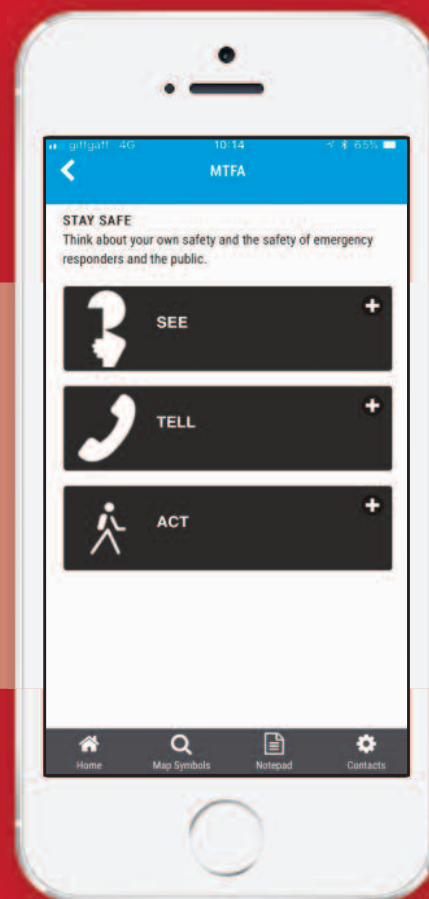 giffgaff 4G 10:14 65%
MTFA
STAY SAFE
Think about your own safety and the safety of emergency
responders and the public.
SEE
TELL
ACT
Home Map Symbols Notepad Contacts